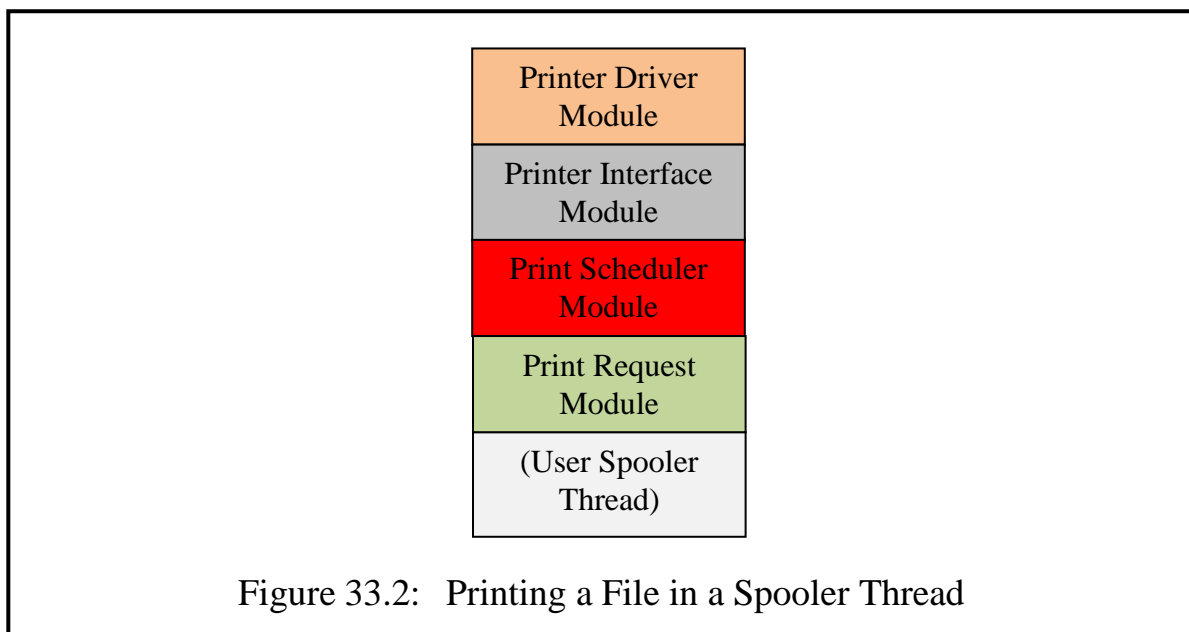 Printer Driver
Module
Printer Interface
Module
Print Scheduler
Module
Print Request
Module
(User Spooler
Thread)
Figure 33.2: Printing a File in a Spooler Thread